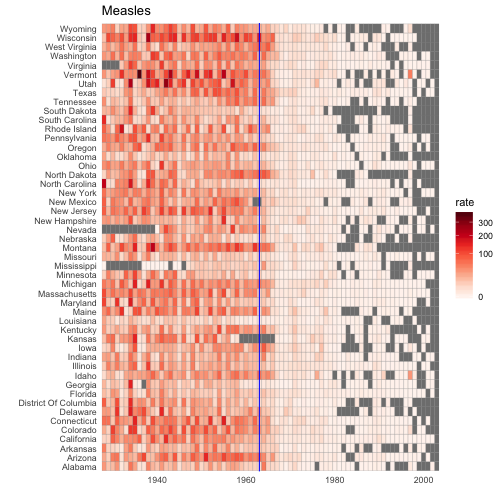 Measles
Wyoming
Wisconsin
West Virginia
Washington
Virginia
Vermont
Utah
Texas
Tennessee
South Dakota
South Carolina
Rhode Island
Pennsylvania
Oregon
Oklahoma
Ohio
North Dakota
North Carolina
New York
New Mexico
New Jersey
New Hampshire
Nevada
Nebraska
Montana
Missouri
Mississippi
Minnesota
Michigan
Massachusetts
Maryland
Maine
Louisiana
Kentucky
Kansas
Iowa
Indiana
Illinois
Idaho
Georgia
Florida
District Of Columbia
Delaware
Connecticut
Colorado
California
Arkansas
Arizona
Alabama
1940 1960 1980 2000
rate
300
200
100
0